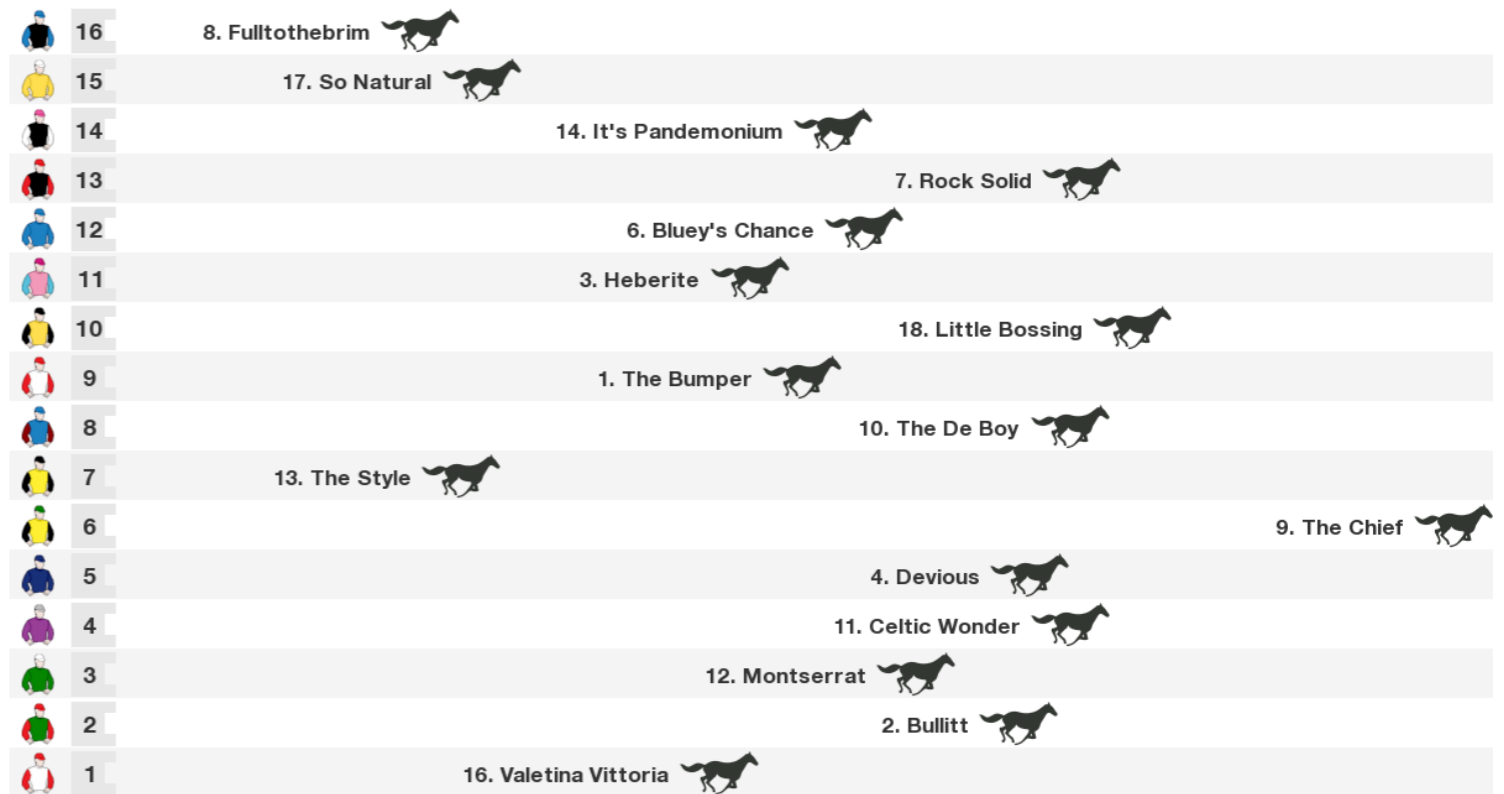 16 8. Fulltothebrim
15 17. So Natural
14 14. It's Pandemonium
13 7. Rock Solid
12 6. Bluey's Chance
11 3. Heberite
10 18. Little Bossing
9 1. The Bumper
8 10. The De Boy
7 13. The Style
6 9. The Chief
5 4. Devious
4 11. Celtic Wonder
3 12. Montserrat
2 2. Bullitt
1 16. Valetina Vittoria